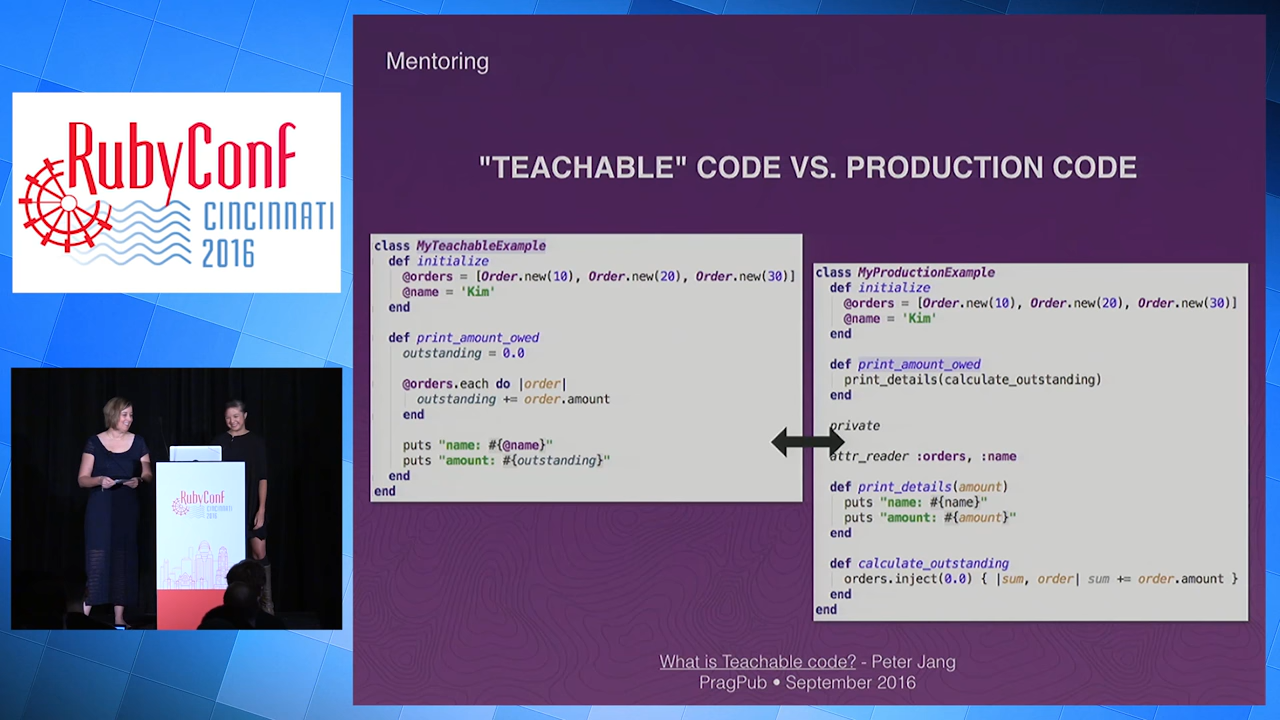 RubyConf
CINCINNATI
2016
RubyConf
CINCINNATI
2016
Mentoring
"TEACHABLE" CODE VS. PRODUCTION CODE
class MyTeachableExample
  def initialize
    @orders = [Order.new(10), Order.new(20), Order.new(30)]
    @name = 'Kim'
  end
  def print_amount_owed
    outstanding = 0.0
    @orders.each do |order|
      outstanding += order.amount
    end
    puts "name: #{@name}"
    puts "amount: #{outstanding}"
  end
end
class MyProductionExample
  def initialize
    @orders = [Order.new(10), Order.new(20), Order.new(30)]
    @name = 'Kim'
  end
  def print_amount_owed
    print_details(calculate_outstanding)
  end
  private
  attr_reader :orders, :name
  def print_details(amount)
    puts "name: #{name}"
    puts "amount: #{amount}"
  end
  def calculate_outstanding
    orders.inject(0.0) { |sum, order| sum += order.amount }
  end
end
What is Teachable code? - Peter Jang
PragPub • September 2016